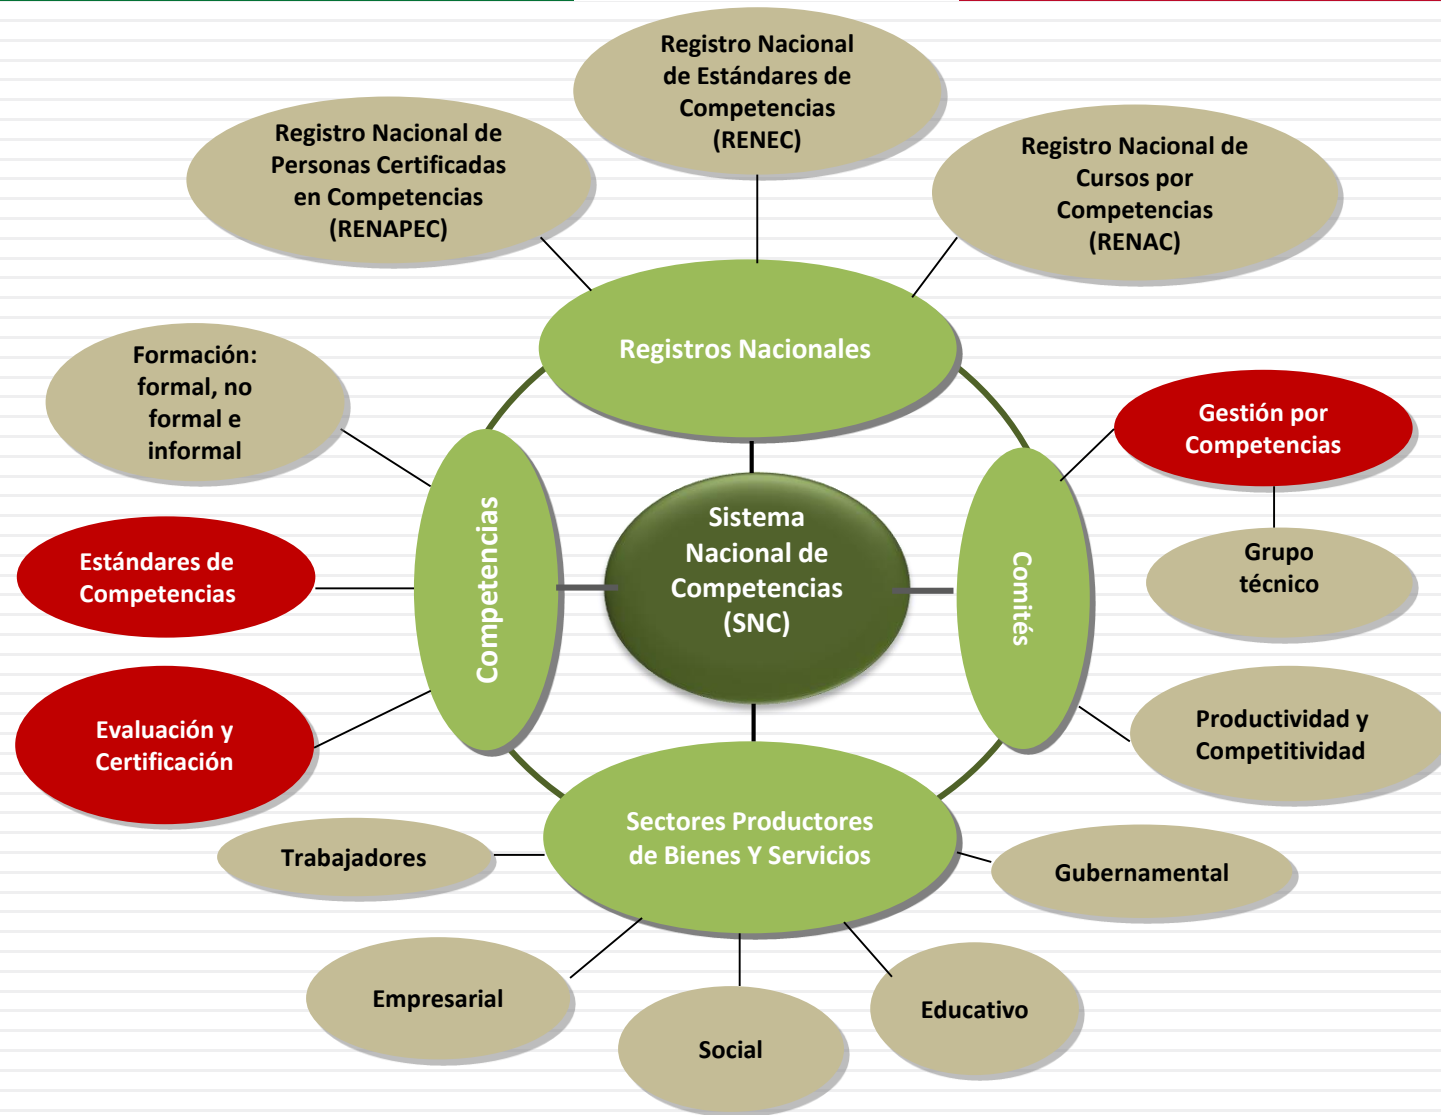 Registro Nacional
de Estándares de
Competencias
(RENEC)
Registro Nacional de
Personas Certificadas
en Competencias
(RENAPEC)
Registro Nacional de
Cursos por
Competencias
(RENAC)
Registros Nacionales
Formación:
formal, no
formal e
informal
Gestión por
Competencias
Competencias
Sistema
Nacional de
Competencias
(SNC)
Comités
Grupo
técnico
Estándares de
Competencias
Evaluación y
Certificación
Productividad y
Competitividad
Sectores Productores
de Bienes Y Servicios
Trabajadores
Gubernamental
Empresarial
Educativo
Social